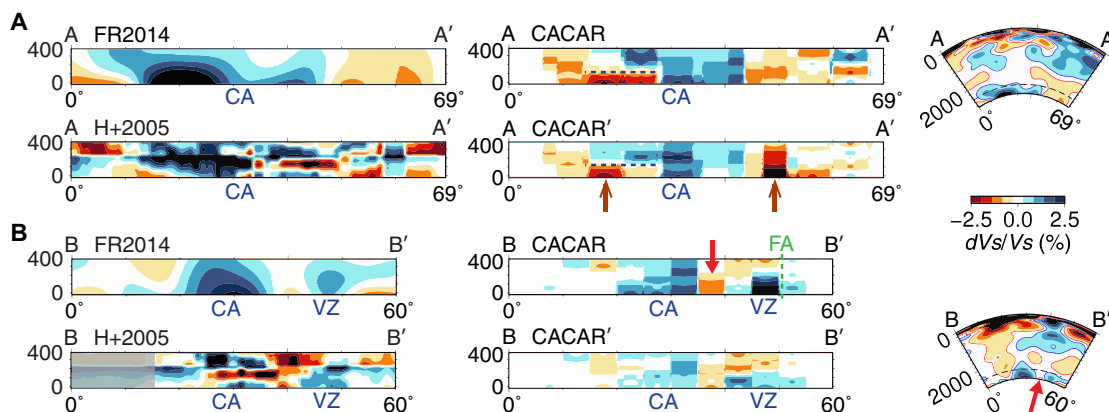 A
A FR2014 A′
400
0
0° CA 69°
A H+2005 A′
400
0
0° CA 69°
A CACAR A′
400
0
0° CA 69°
A CACAR′ A′
400
0
0° CA 69°
A A′
0
2000
0° 69°
−2.5 0.0 2.5
dVs/Vs (%)
B
B FR2014 B′
400
0
0° CA VZ 60°
B H+2005 B′
400
0
0° CA VZ 60°
B CACAR FA B′
400
0
0° CA VZ 60°
B CACAR′ B′
400
0
0° CA VZ 60°
B B′
0
2000
0° 60°